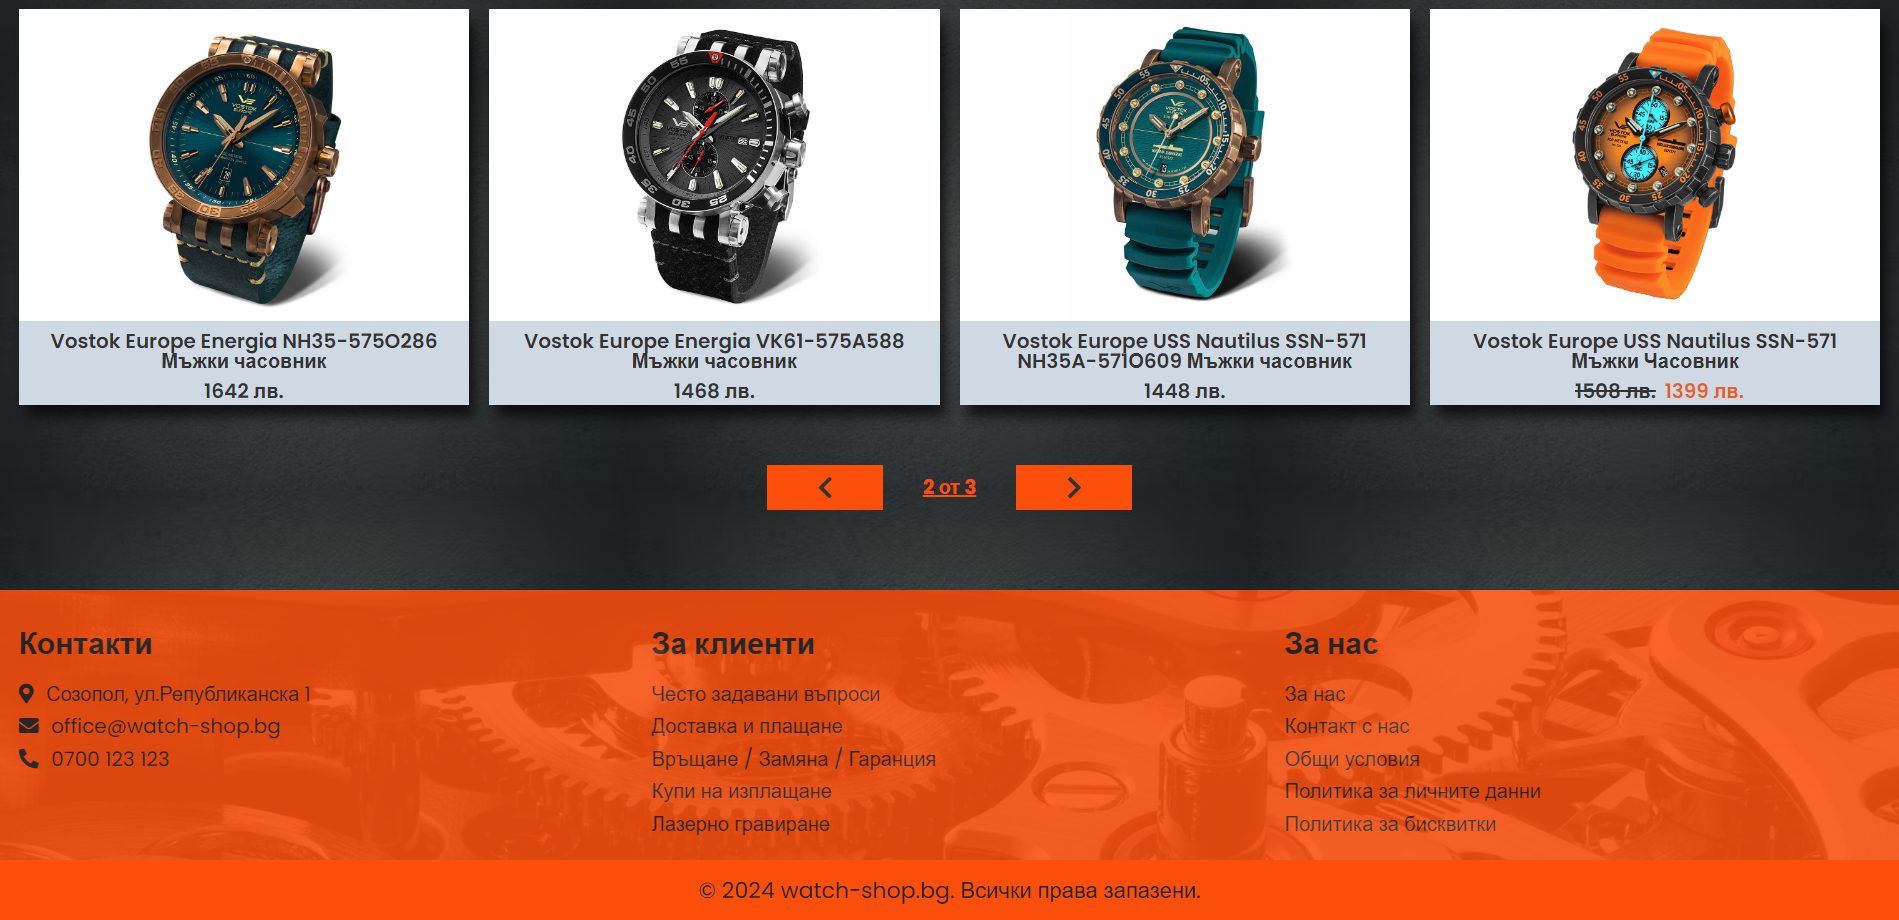 Vostok Europe Energia NH35-575O286
Мъжки часовник
1642 лв.
Vostok Europe Energia VK61-575A588
Мъжки часовник
1468 лв.
Vostok Europe USS Nautilus SSN-571
NH35A-571O609 Мъжки часовник
1448 лв.
Vostok Europe USS Nautilus SSN-571
Мъжки Часовник
1508 лв. 1399 лв.
2 от 3
Контакти
Созопол, ул.Републиканска 1
office@watch-shop.bg
0700 123 123
За клиенти
Често задавани въпроси
Доставка и плащане
Връщане / Замяна / Гаранция
Купи на изплащане
Лазерно гравиране
За нас
За нас
Контакт с нас
Общи условия
Политика за личните данни
Политика за бисквитки
© 2024 watch-shop.bg. Всички права запазени.